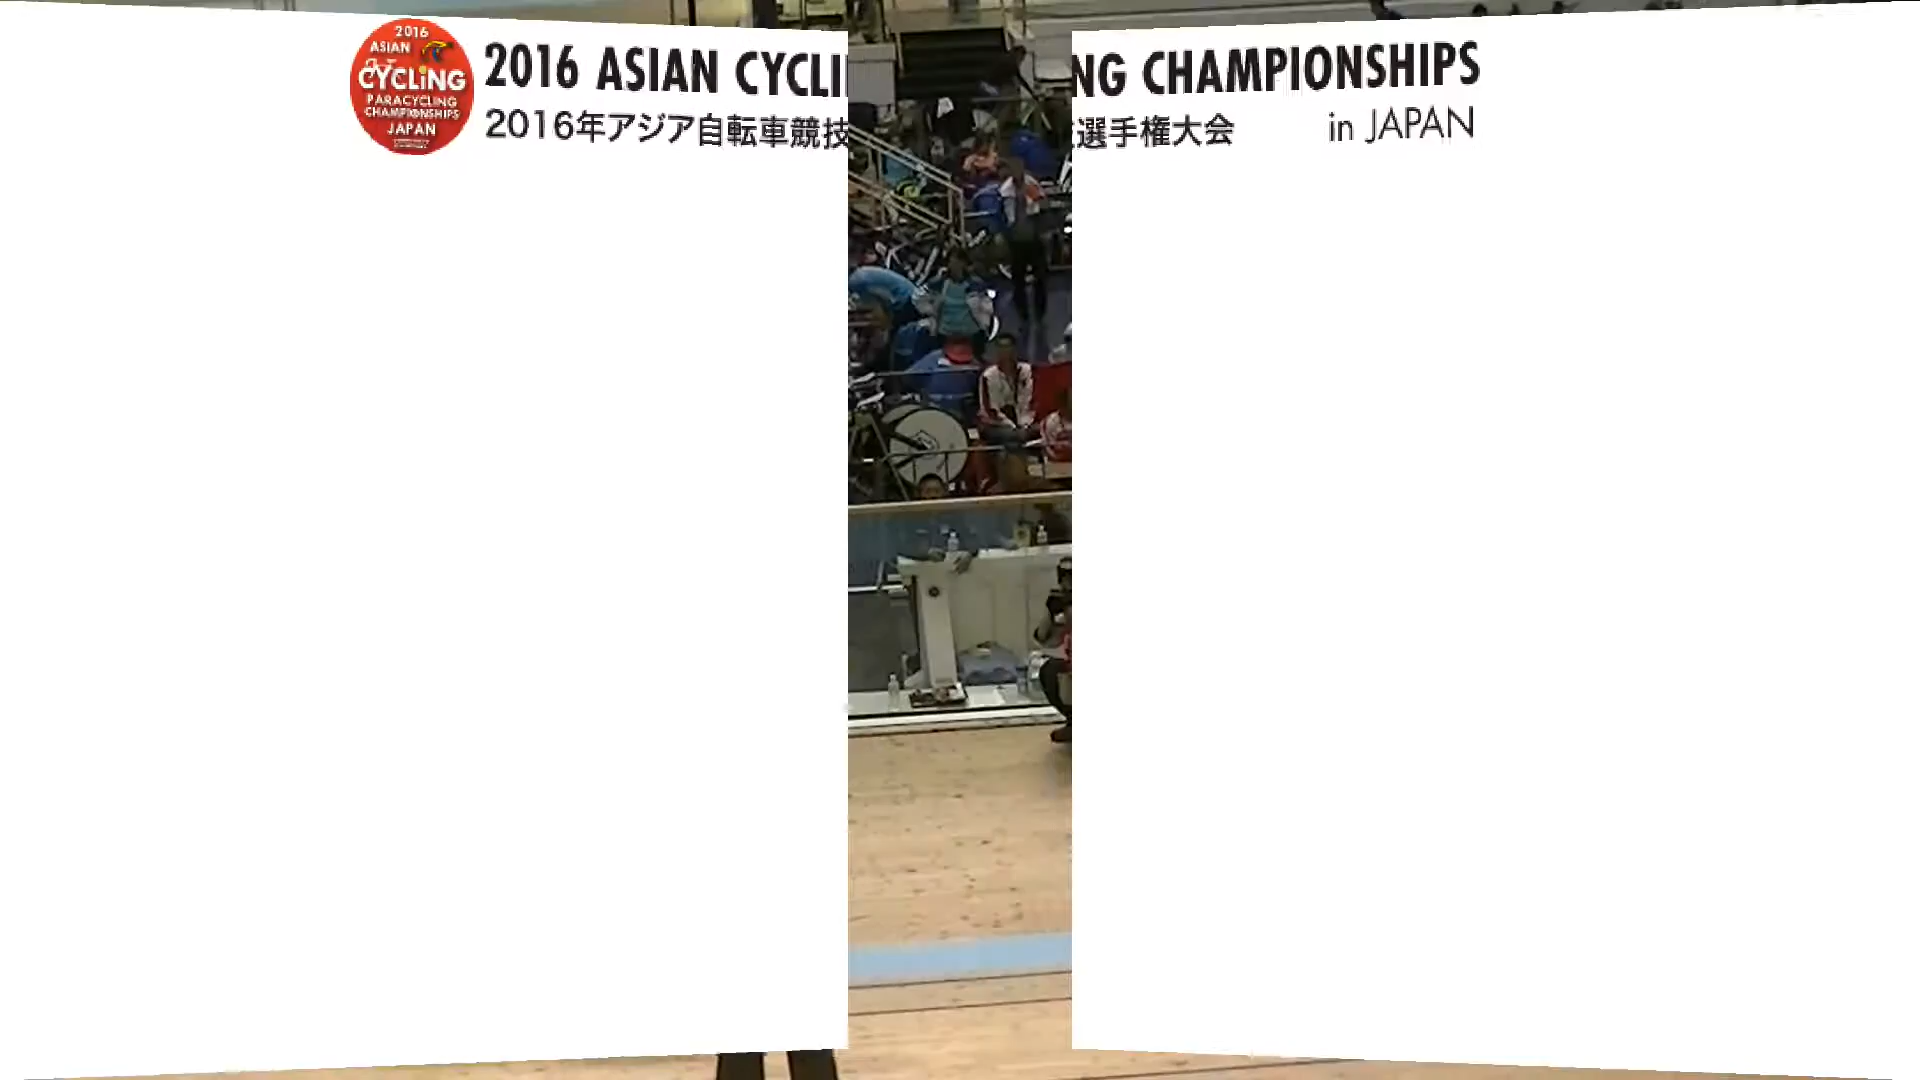 2016
ASIAN
CYCLING
PARACYCLING
CHAMPIONSHIPS
JAPAN
2016 ASIAN CYCLI NG CHAMPIONSHIPS
2016年アジア自転車競技 選手権大会 in JAPAN